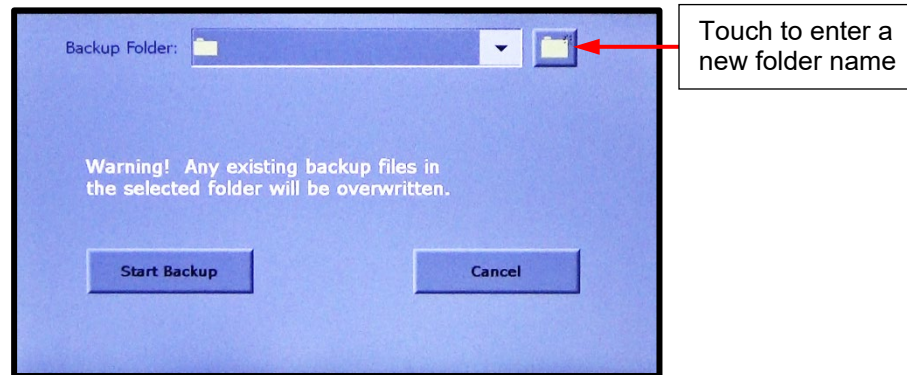 Backup Folder:
Touch to enter a
new folder name
Warning! Any existing backup files in
the selected folder will be overwritten.
Start Backup
Cancel